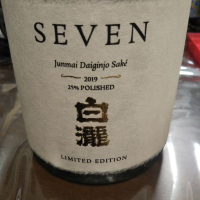 SEVEN
Junmai Daiginjo Saké
2019
25% POLISHED
白
瀧
LIMITED EDITION